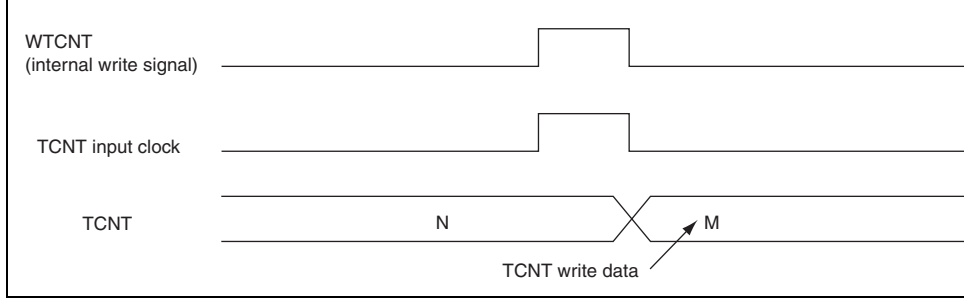 WTCNT
(internal write signal)
TCNT input clock
TCNT
N
M
TCNT write data